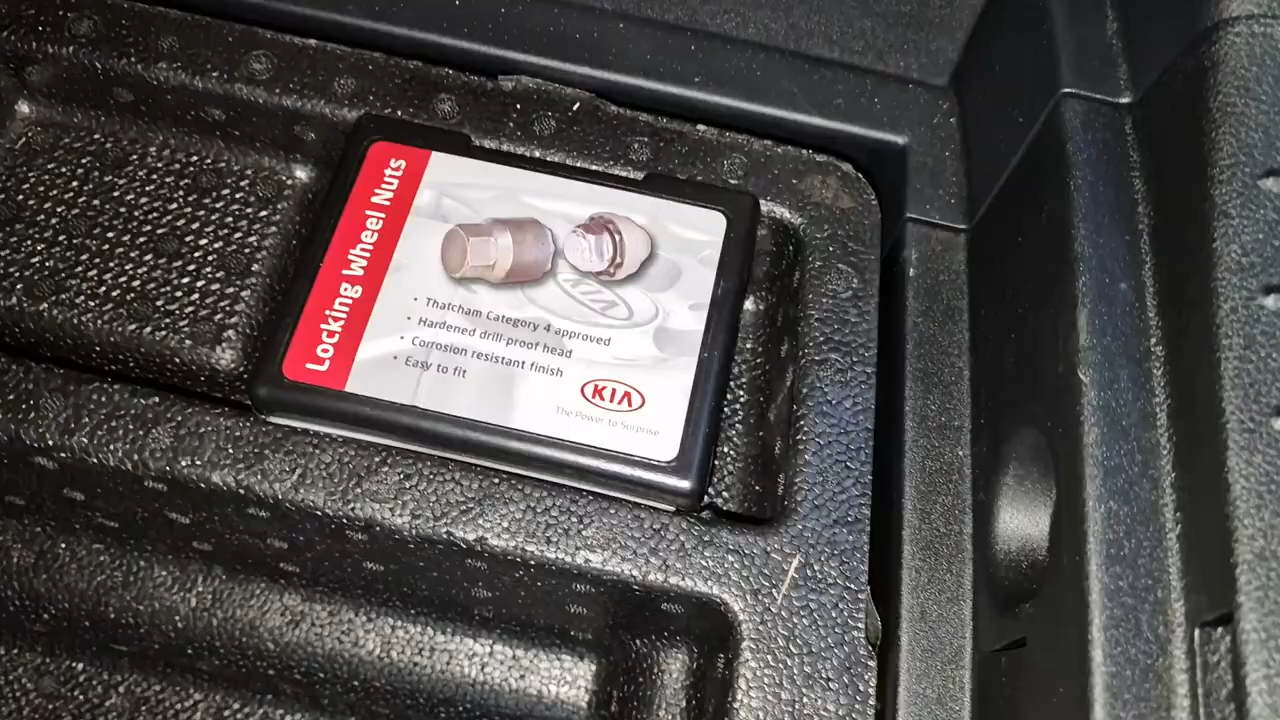 Locking Wheel Nuts
KIA
• Thatcham Category 4 approved
• Hardened drill-proof head
• Corrosion resistant finish
• Easy to fit
KIA
The Power to Surprise